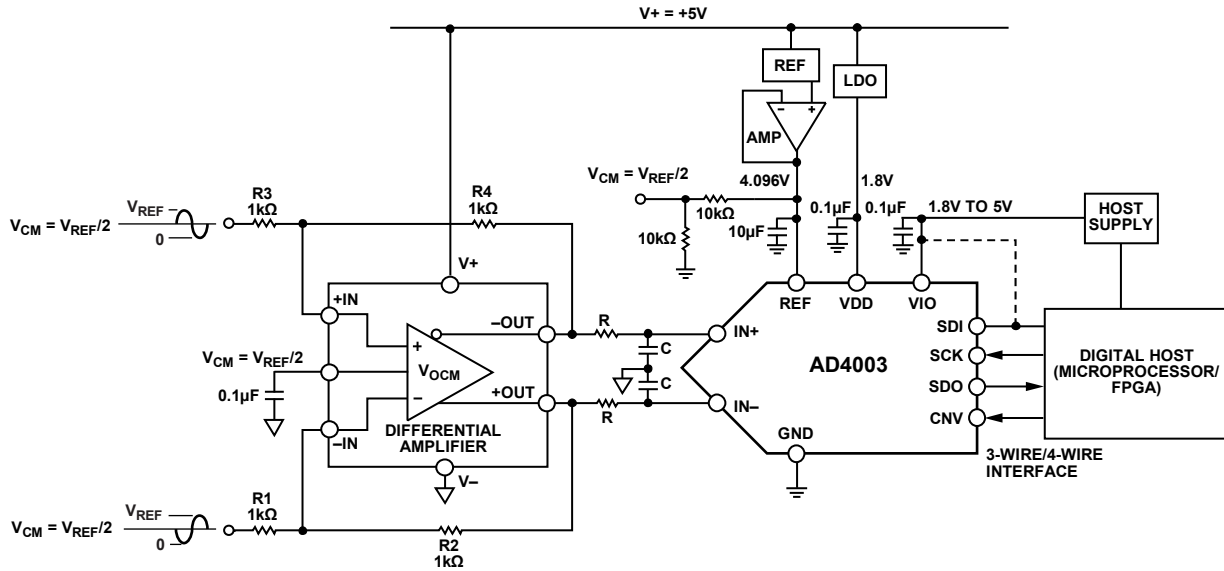 V+ = +5V
REF
LDO
AMP
–
+
V_CM = V_REF/2
4.096V
1.8V
10kΩ
10kΩ
10µF
0.1µF
0.1µF
1.8V TO 5V
HOST
SUPPLY
V_CM = V_REF/2
V_REF
0
R3
1kΩ
R4
1kΩ
V+
+IN
–OUT
+
V_CM = V_REF/2
V_OCM
0.1µF
–
+OUT
–IN
DIFFERENTIAL
AMPLIFIER
V–
R
C
C
R
REF
VDD
VIO
IN+
IN–
AD4003
SDI
SCK
SDO
CNV
GND
DIGITAL HOST
(MICROPROCESSOR/
FPGA)
3-WIRE/4-WIRE
INTERFACE
V_CM = V_REF/2
V_REF
0
R1
1kΩ
R2
1kΩ